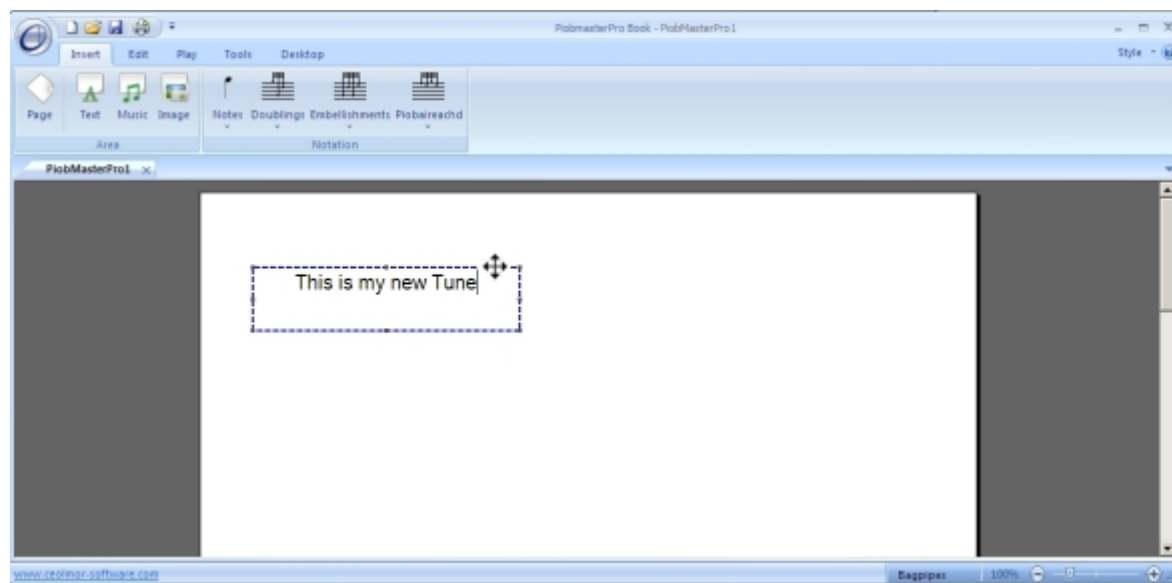 PiobmasterPro Book - PiobMasterPro1
Insert Edit Play Tools Desktop Style
Page Text Music Image Notes Doublings Embellishments Piobaireachd
Area Notation
PiobMasterPro1
This is my new Tune
www.ceolmor-software.com Bagpipes 100%